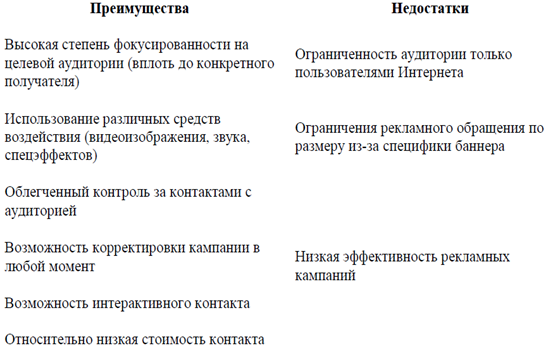 Преимущества
Недостатки
Высокая степень фокусированности на
целевой аудитории (вплоть до конкретного
получателя)
Ограниченность аудитории только
пользователями Интернета
Использование различных средств
воздействия (видеоизображения, звука,
спецэффектов)
Ограничения рекламного обращения по
размеру из-за специфики баннера
Облегченный контроль за контактами с
аудиторией
Возможность корректировки кампании в
любой момент
Низкая эффективность рекламных
кампаний
Возможность интерактивного контакта
Относительно низкая стоимость контакта